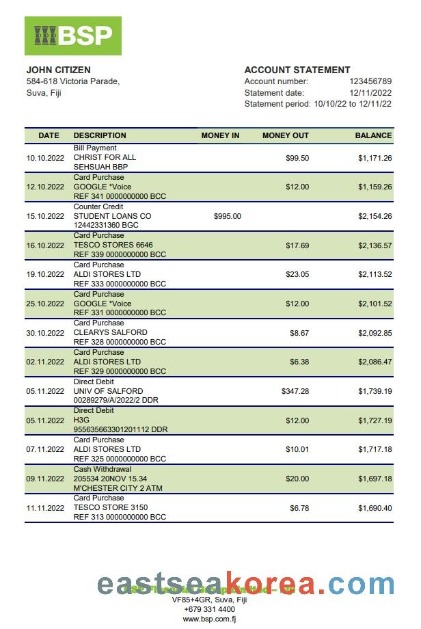 BSP
JOHN CITIZEN
584-618 Victoria Parade,
Suva, Fiji
ACCOUNT STATEMENT
Account number: 123456789
Statement date: 12/11/2022
Statement period: 10/10/22 to 12/11/22
DATE DESCRIPTION MONEY IN MONEY OUT BALANCE
Bill Payment
10.10.2022 CHRIST FOR ALL $99.50 $1,171.26
SEHSUAH BBP
Card Purchase
12.10.2022 GOOGLE *Voice $12.00 $1,159.26
REF 341 0000000000 BCC
Counter Credit
15.10.2022 STUDENT LOANS CO $995.00 $2,154.26
12442331360 BGC
Card Purchase
16.10.2022 TESCO STORES 6646 $17.69 $2,136.57
REF 339 0000000000 BCC
Card Purchase
19.10.2022 ALDI STORES LTD $23.05 $2,113.52
REF 333 0000000000 BCC
Card Purchase
25.10.2022 GOOGLE *Voice $12.00 $2,101.52
REF 331 0000000000 BCC
Card Purchase
30.10.2022 CLEARYS SALFORD $8.67 $2,092.85
REF 328 0000000000 BCC
Card Purchase
02.11.2022 ALDI STORES LTD $6.38 $2,086.47
REF 329 0000000000 BCC
Direct Debit
05.11.2022 UNIV OF SALFORD $347.28 $1,739.19
00289279/A/2022/2 DDR
Direct Debit
05.11.2022 H3G $12.00 $1,727.19
955635663301201112 DDR
Card Purchase
07.11.2022 ALDI STORES LTD $10.01 $1,717.18
REF 325 0000000000 BCC
Cash Withdrawal
09.11.2022 205534 20NOV 15.34 $20.00 $1,697.18
M'CHESTER CITY 2 ATM
Card Purchase
11.11.2022 TESCO STORE 3150 $6.78 $1,690.40
REF 313 0000000000 BCC
eastseakorea.com
VF85+4GR, Suva, Fiji
+679 331 4400
www.bsp.com.fj